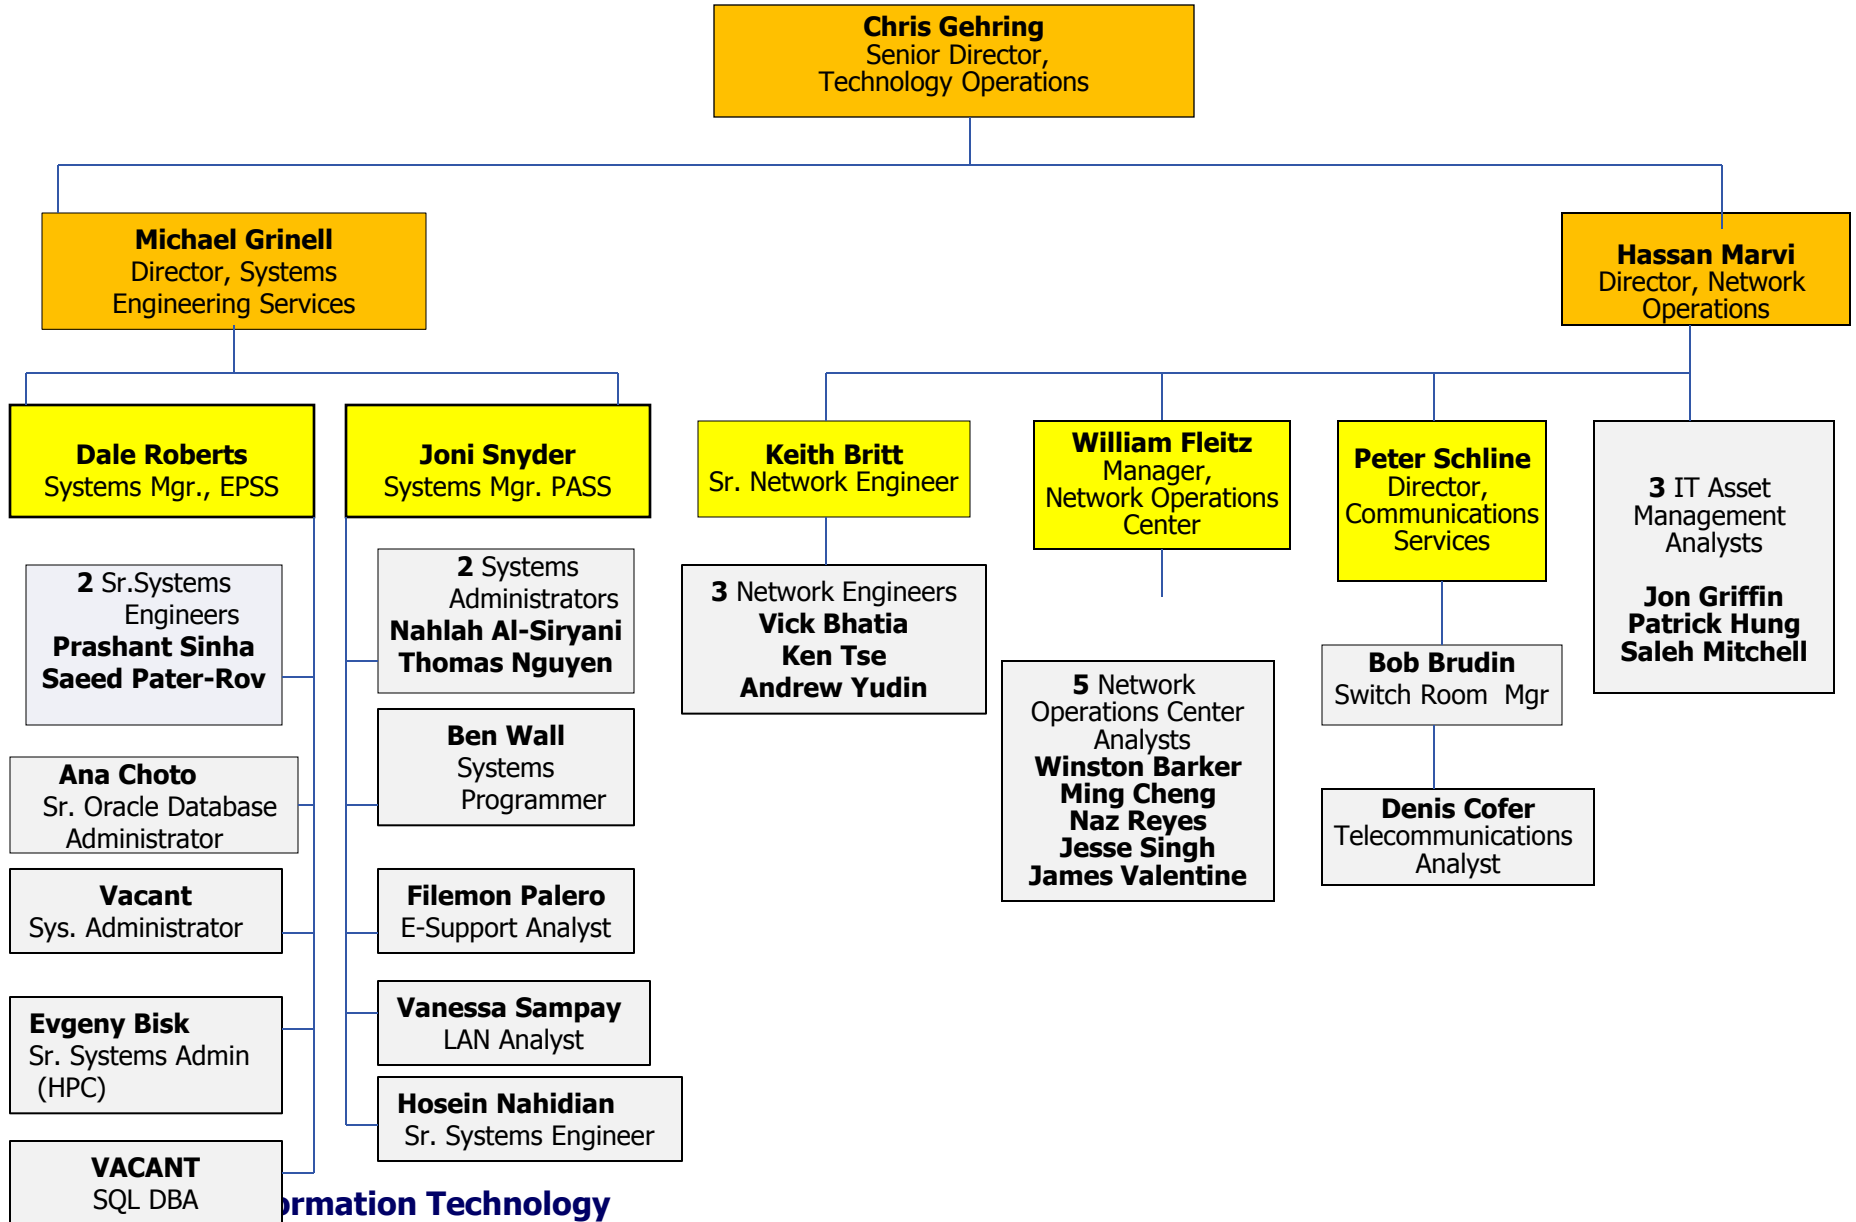 Chris Gehring
Senior Director,
Technology Operations
Michael Grinell
Director, Systems
Engineering Services
Hassan Marvi
Director, Network
Operations
Dale Roberts
Systems Mgr., EPSS
Joni Snyder
Systems Mgr. PASS
Keith Britt
Sr. Network Engineer
William Fleitz
Manager,
Network Operations
Center
Peter Schline
Director,
Communications
Services
3 IT Asset
Management
Analysts
Jon Griffin
Patrick Hung
Saleh Mitchell
2 Sr.Systems
Engineers
Prashant Sinha
Saeed Pater-Rov
2 Systems
Administrators
Nahlah Al-Siryani
Thomas Nguyen
3 Network Engineers
Vick Bhatia
Ken Tse
Andrew Yudin
5 Network
Operations Center
Analysts
Winston Barker
Ming Cheng
Naz Reyes
Jesse Singh
James Valentine
Bob Brudin
Switch Room  Mgr
Denis Cofer
Telecommunications
Analyst
Ana Choto
Sr. Oracle Database
Administrator
Ben Wall
Systems
Programmer
Vacant
Sys. Administrator
Filemon Palero
E-Support Analyst
Evgeny Bisk
Sr. Systems Admin
(HPC)
Vanessa Sampay
LAN Analyst
Hosein Nahidian
Sr. Systems Engineer
VACANT
SQL DBA
ormation Technology